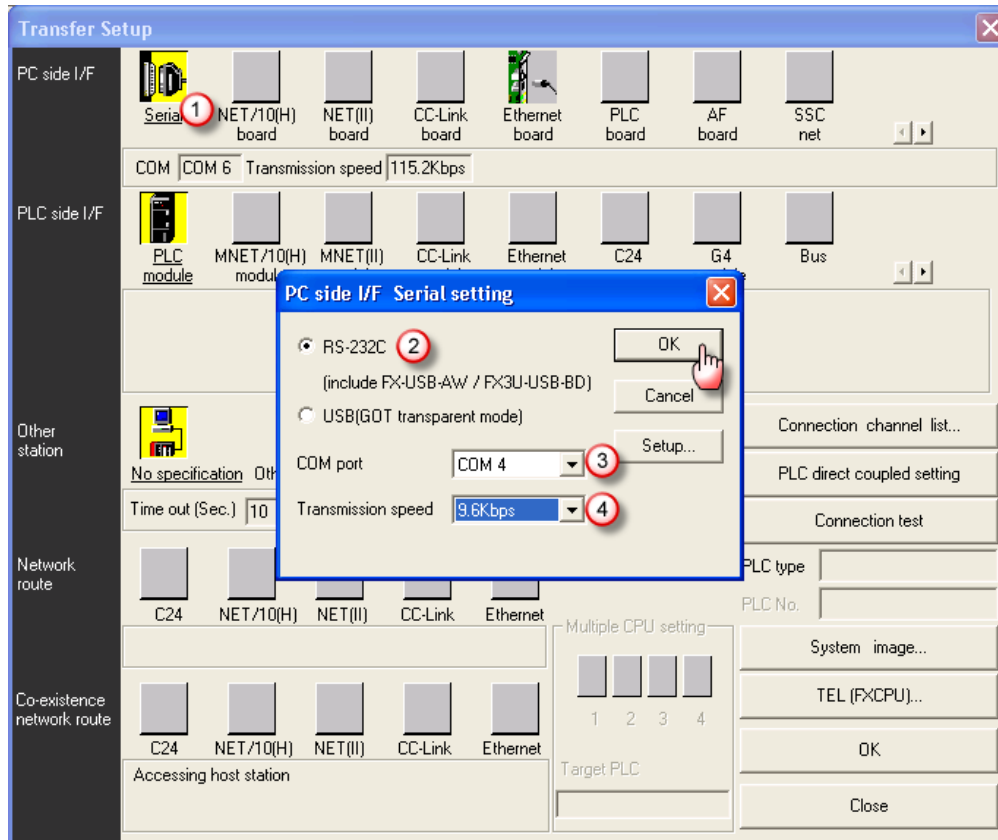 Transfer Setup
PC side I/F
Serial
1
NET/10(H) board
NET(II) board
CC-Link board
Ethernet board
PLC board
AF board
SSC net
COM COM 6 Transmission speed 115.2Kbps
PLC side I/F
PLC module
MNET/10(H)
MNET(II)
CC-Link
Ethernet
C24
G4
Bus
PC side I/F Serial setting
RS-232C
2
(include FX-USB-AW / FX3U-USB-BD)
USB(GOT transparent mode)
COM port
COM 4
3
Transmission speed
9.6Kbps
4
OK
Cancel
Setup...
Other station
No specification
Time out (Sec.) 10
Connection channel list...
PLC direct coupled setting
Connection test
PLC type
PLC No.
System image...
TEL (FXCPU)...
OK
Close
Network route
C24
NET/10(H)
NET(II)
CC-Link
Ethernet
Multiple CPU setting
1 2 3 4
Target PLC
Co-existence network route
C24
NET/10(H)
NET(II)
CC-Link
Ethernet
Accessing host station